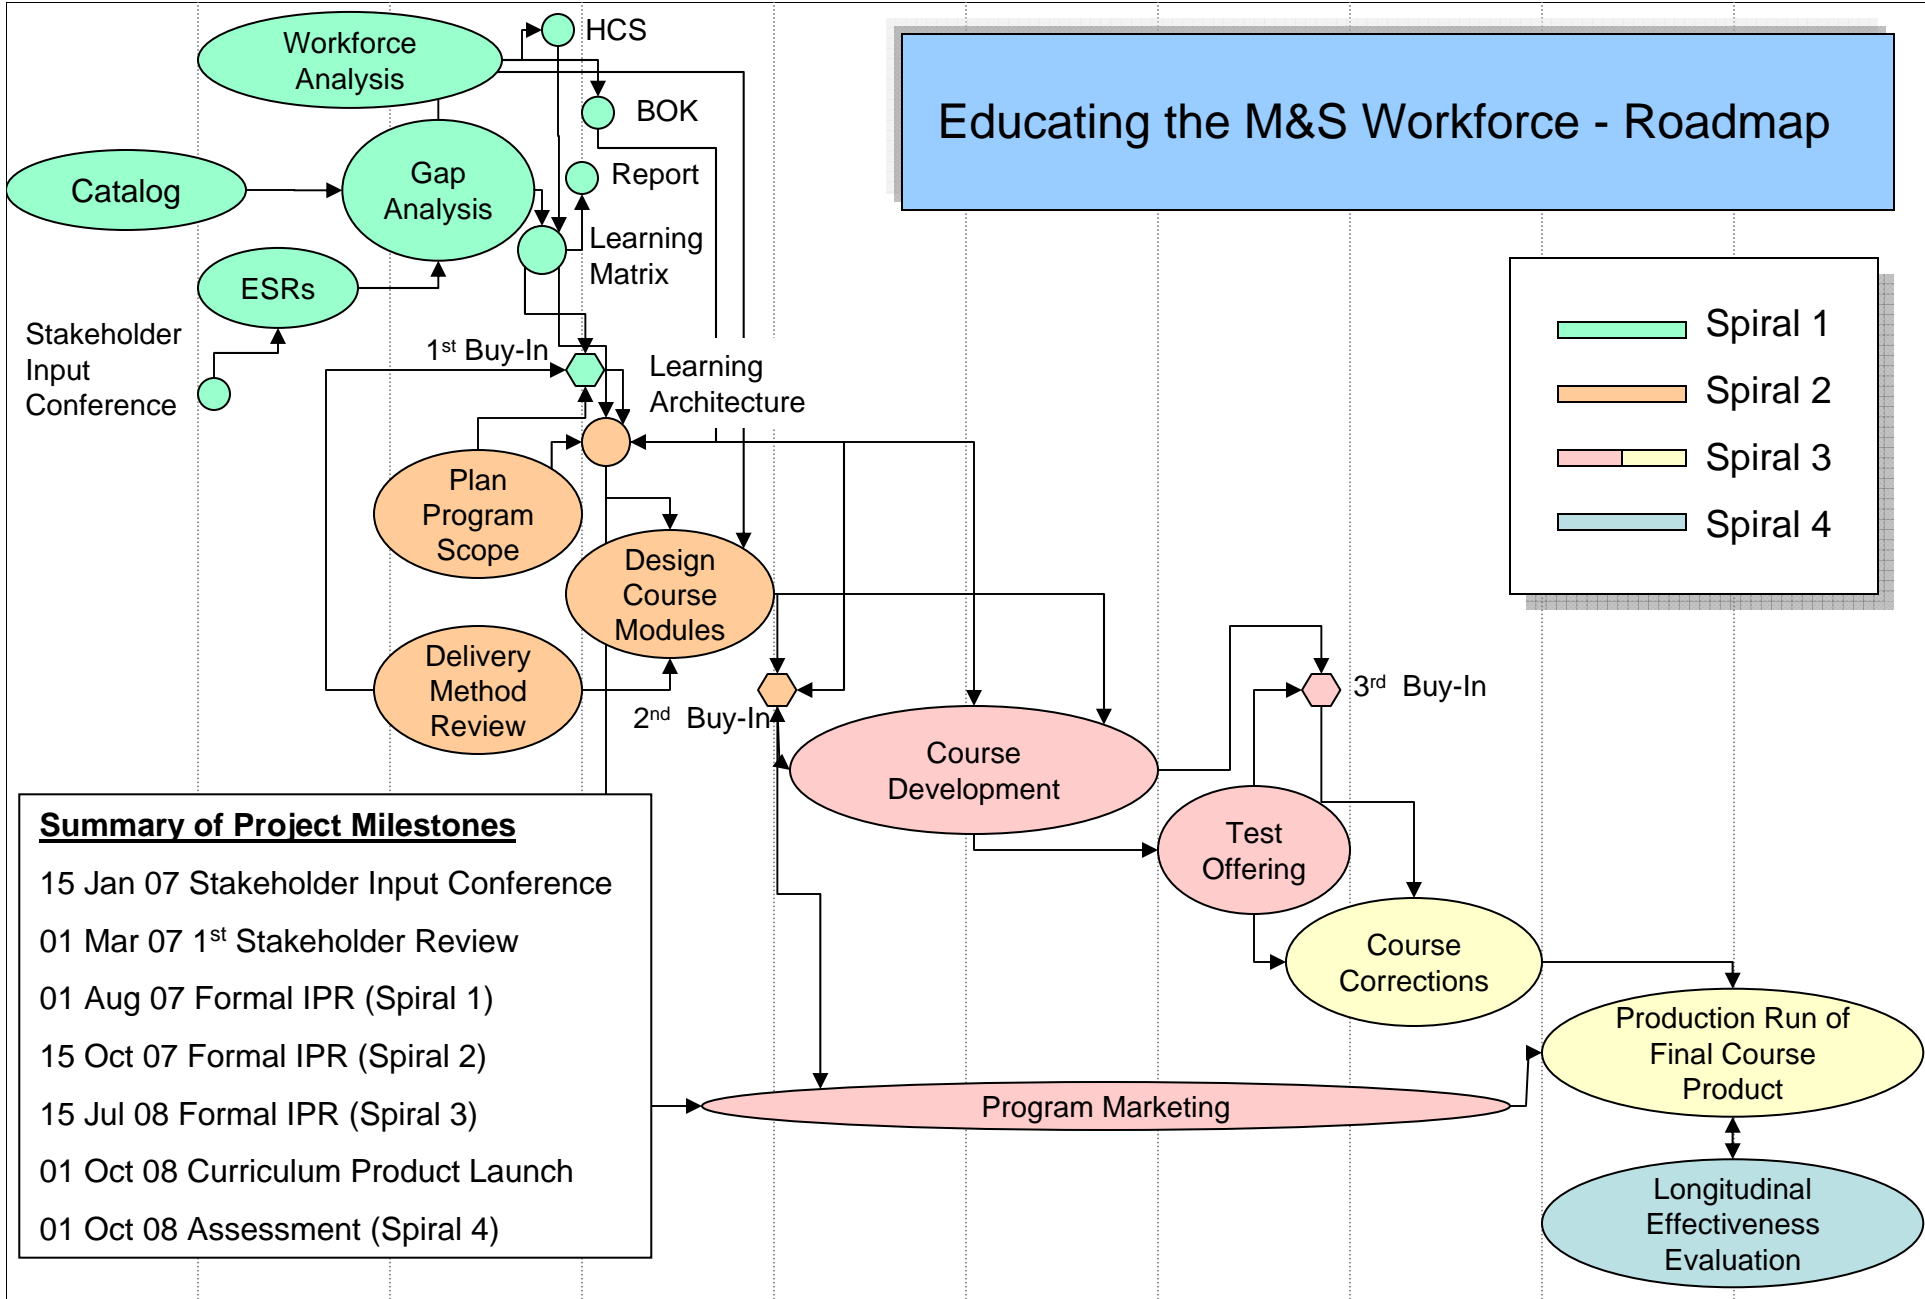 Educating the M&S Workforce - Roadmap
Workforce
Analysis
HCS
BOK
Catalog
Gap
Analysis
Report
Learning
Matrix
ESRs
Stakeholder
Input
Conference
1st Buy-In
Learning
Architecture
Spiral 1
Spiral 2
Spiral 3
Spiral 4
Plan
Program
Scope
Design
Course
Modules
Delivery
Method
Review
2nd Buy-In
3rd Buy-In
Course
Development
Test
Offering
Course
Corrections
Production Run of
Final Course
Product
Program Marketing
Longitudinal
Effectiveness
Evaluation
Summary of Project Milestones
15 Jan 07 Stakeholder Input Conference
01 Mar 07 1st Stakeholder Review
01 Aug 07 Formal IPR (Spiral 1)
15 Oct 07 Formal IPR (Spiral 2)
15 Jul 08 Formal IPR (Spiral 3)
01 Oct 08 Curriculum Product Launch
01 Oct 08 Assessment (Spiral 4)